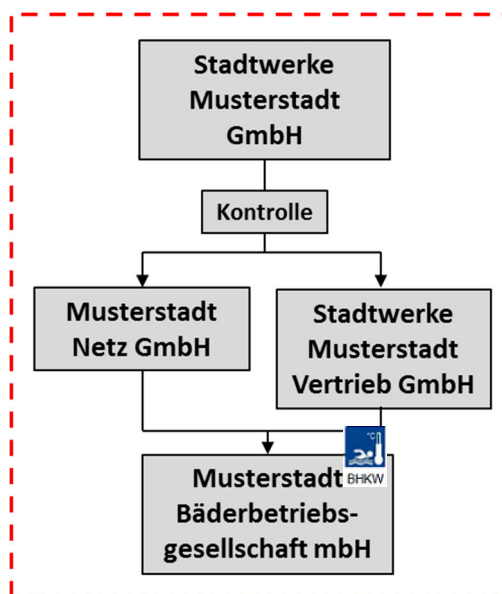 Stadtwerke
Musterstadt
GmbH
Kontrolle
Musterstadt
Netz GmbH
Stadtwerke
Musterstadt
Vertrieb GmbH
°C
BHKW
Musterstadt
Bäderbetriebs-
gesellschaft mbH